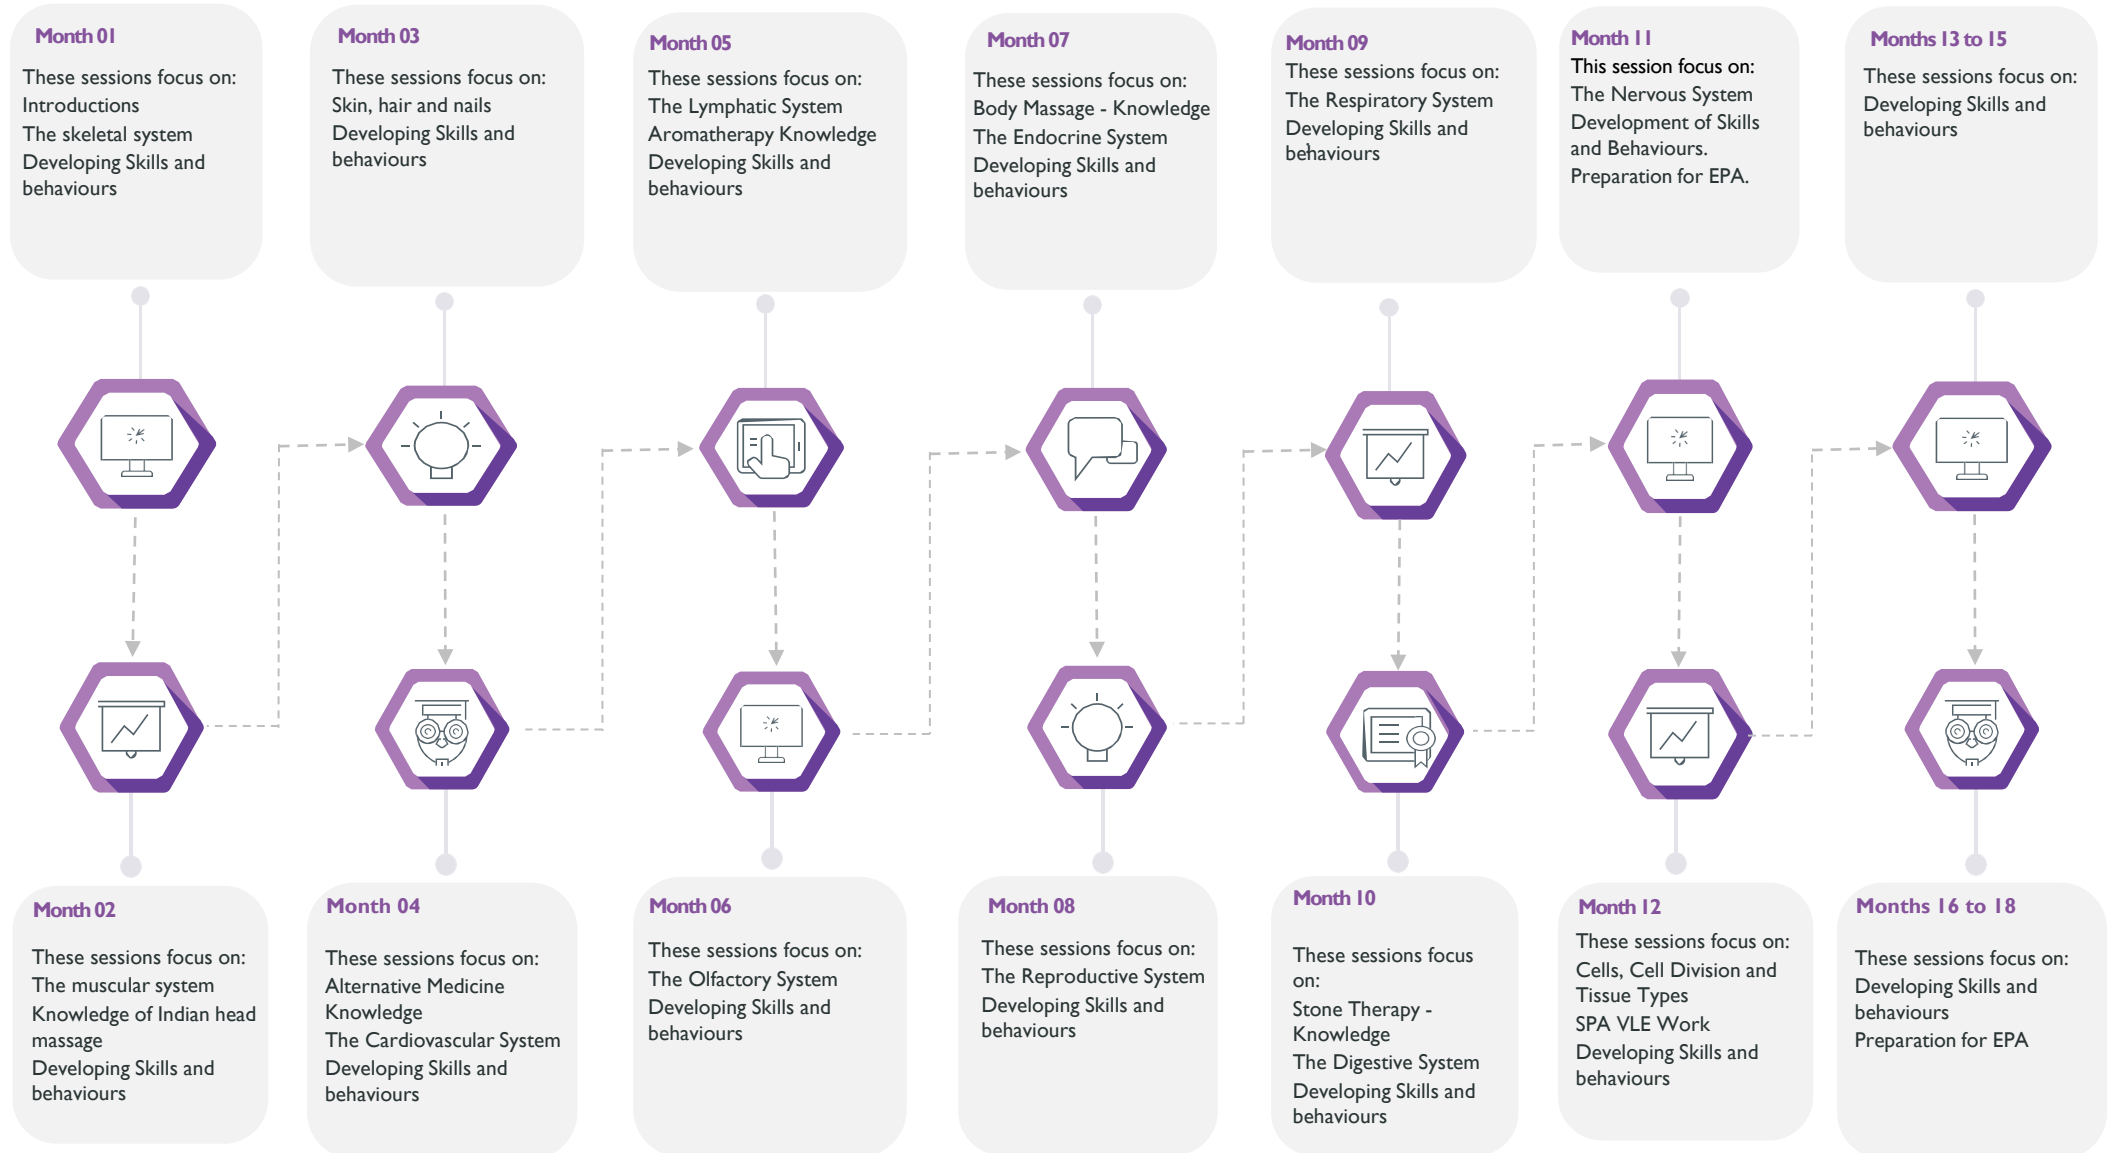 Month 01
These sessions focus on:
Introductions
The skeletal system
Developing Skills and
behaviours
Month 03
These sessions focus on:
Skin, hair and nails
Developing Skills and
behaviours
Month 05
These sessions focus on:
The Lymphatic System
Aromatherapy Knowledge
Developing Skills and
behaviours
Month 07
These sessions focus on:
Body Massage - Knowledge
The Endocrine System
Developing Skills and
behaviours
Month 09
These sessions focus on:
The Respiratory System
Developing Skills and
behaviours
Month 11
This session focus on:
The Nervous System
Development of Skills
and Behaviours.
Preparation for EPA.
Months 13 to 15
These sessions focus on:
Developing Skills and
behaviours
Month 02
These sessions focus on:
The muscular system
Knowledge of Indian head
massage
Developing Skills and
behaviours
Month 04
These sessions focus on:
Alternative Medicine
Knowledge
The Cardiovascular System
Developing Skills and
behaviours
Month 06
These sessions focus on:
The Olfactory System
Developing Skills and
behaviours
Month 08
These sessions focus on:
The Reproductive System
Developing Skills and
behaviours
Month 10
These sessions focus
on:
Stone Therapy -
Knowledge
The Digestive System
Developing Skills and
behaviours
Month 12
These sessions focus on:
Cells, Cell Division and
Tissue Types
SPA VLE Work
Developing Skills and
behaviours
Months 16 to 18
These sessions focus on:
Developing Skills and
behaviours
Preparation for EPA